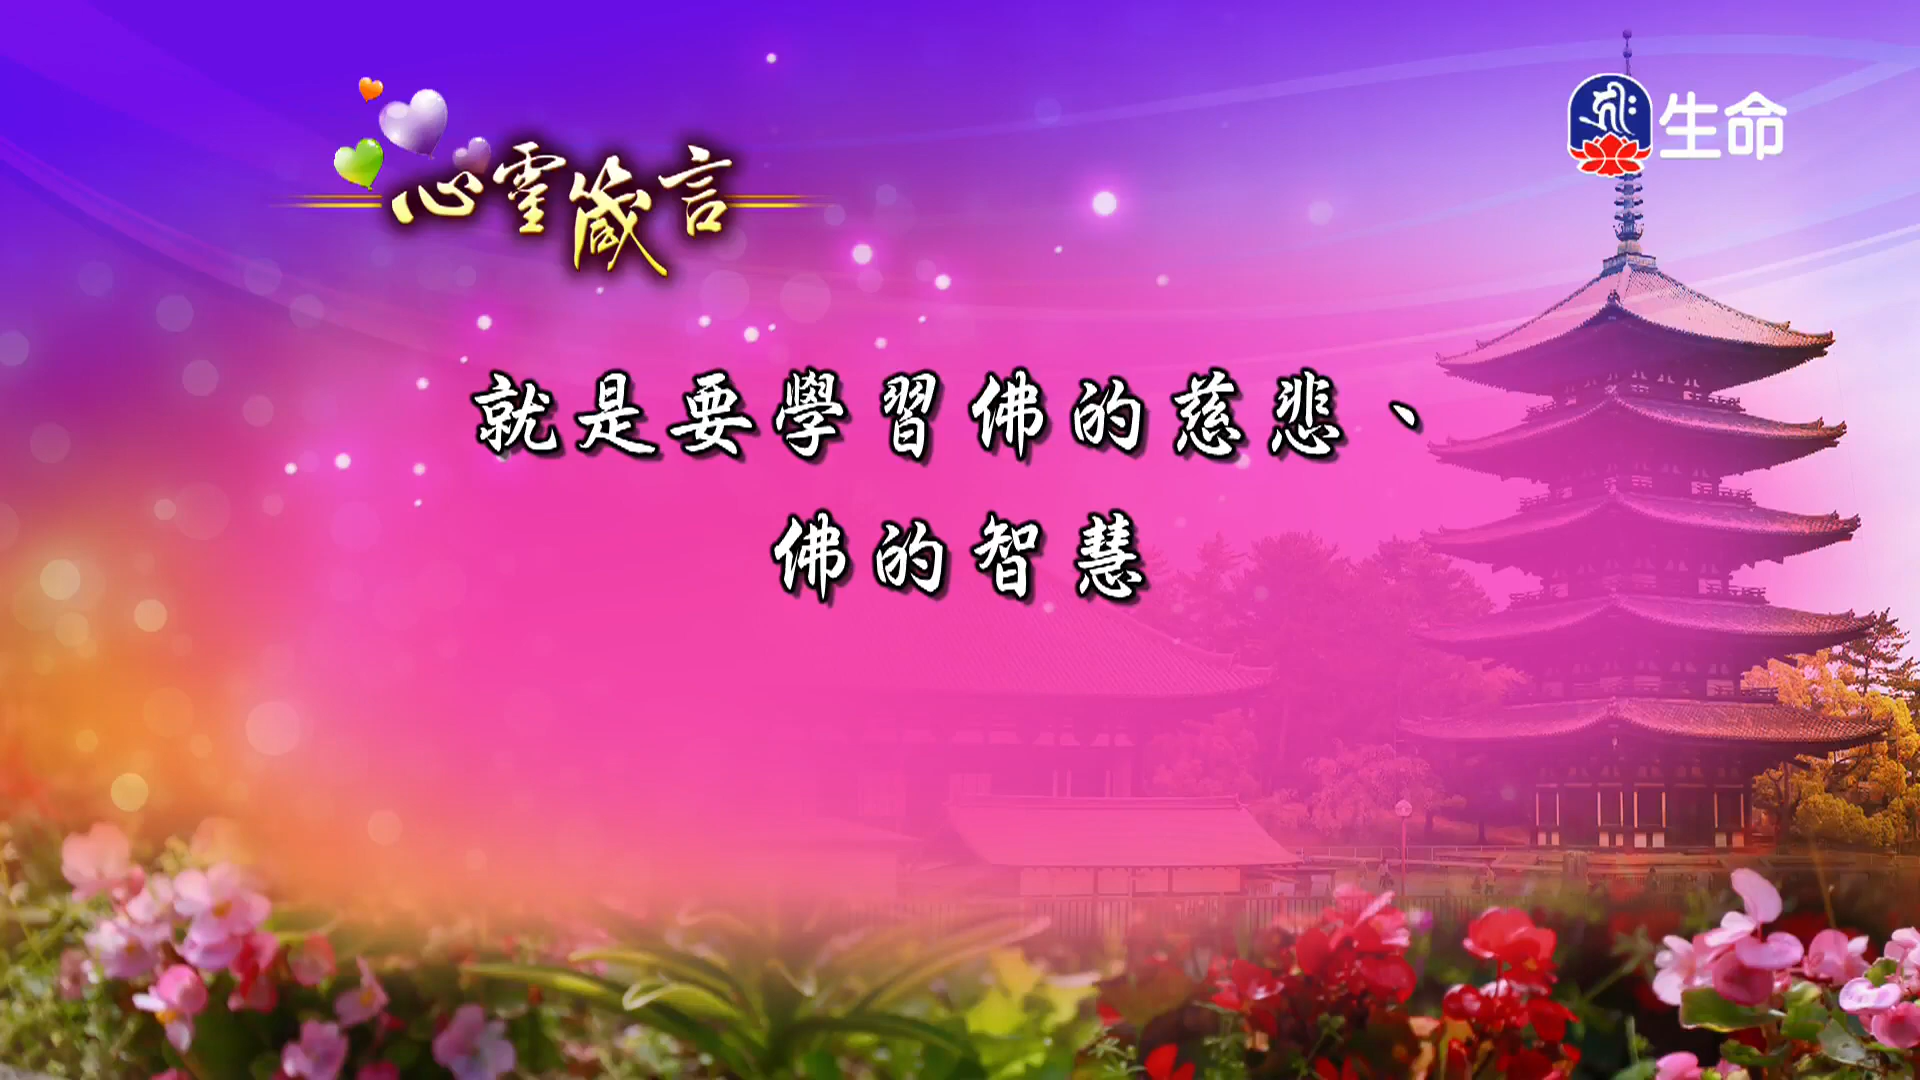 生命
心靈箴言
就是要學習佛的慈悲、
佛的智慧